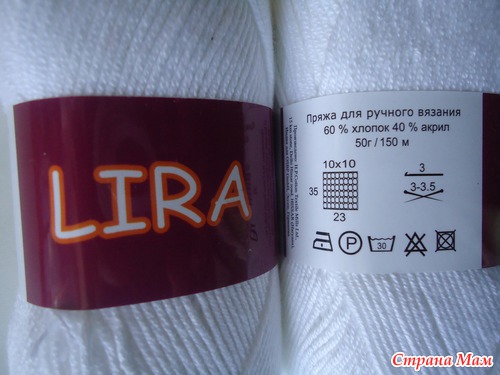 LIRA
Пряжа для ручного вязания
60 % хлопок 40 % акрил
50г / 150 м
10x10
35
23
3
3-3,5
P
30
Страна Мам